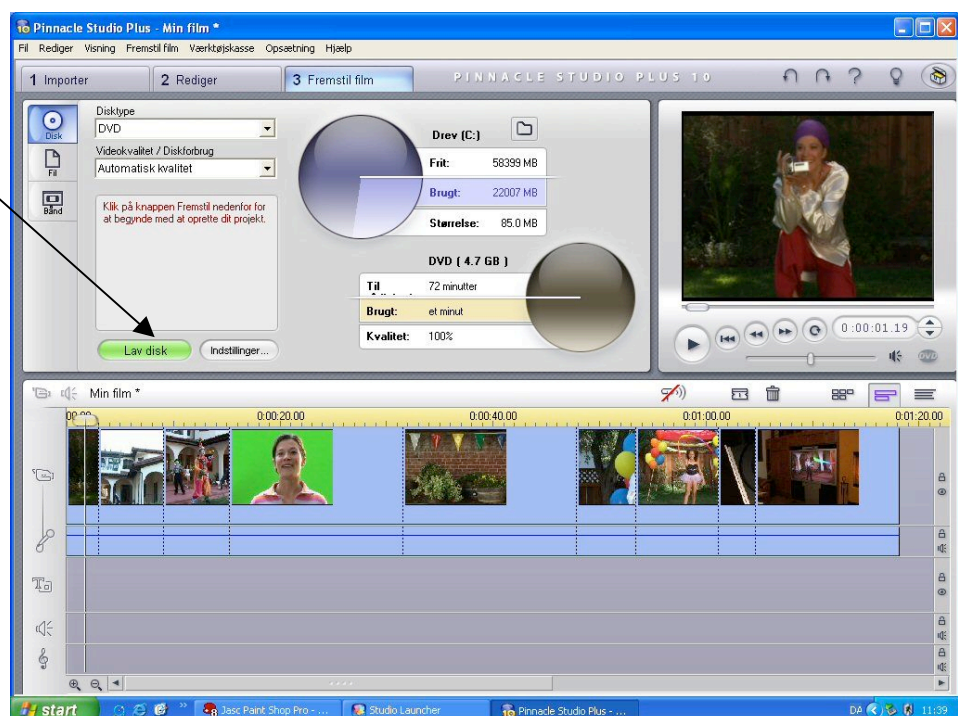 Pinnacle Studio Plus - Min film *
Fil Rediger Visning Fremstil film Værktøjskasse Opsætning Hjælp
1 Importer
2 Rediger
3 Fremstil film
PINNACLE STUDIO PLUS 10
Disk
Fil
Bånd
Disktype
DVD
Videokvalitet / Diskforbrug
Automatisk kvalitet
Klik på knappen Fremstil nedenfor for
at begynde med at oprette dit projekt.
Lav disk
Indstillinger...
Drev (C:)
Frit: 58399 MB
Brugt: 22007 MB
Størrelse: 85.0 MB
DVD ( 4.7 GB )
Til 72 minutter
Brugt: et minut
Kvalitet: 100%
0:00:01.19
DVD
Min film *
0:00:20.00
0:00:40.00
0:01:00.00
0:01:20.00
start
Jasc Paint Shop Pro - ...
Studio Launcher
Pinnacle Studio Plus - ...
DA
11:39